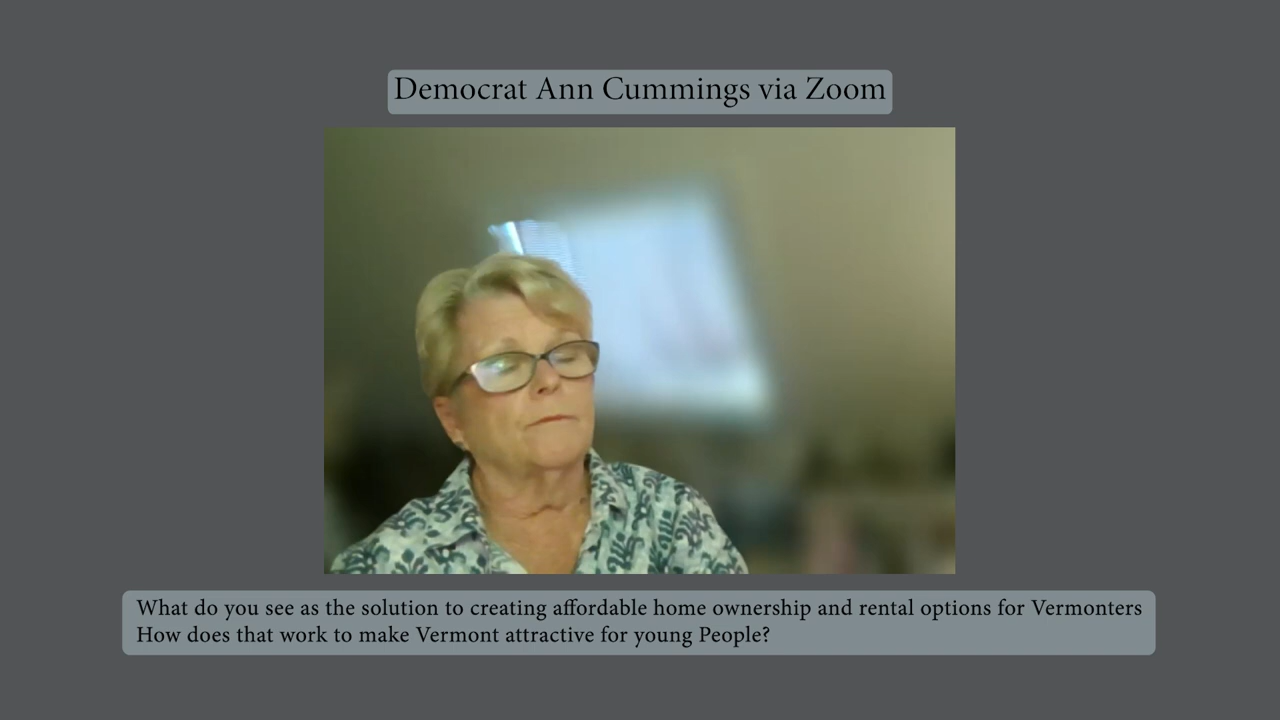 Democrat Ann Cummings via Zoom
What do you see as the solution to creating affordable home ownership and rental options for Vermonters
How does that work to make Vermont attractive for young People?